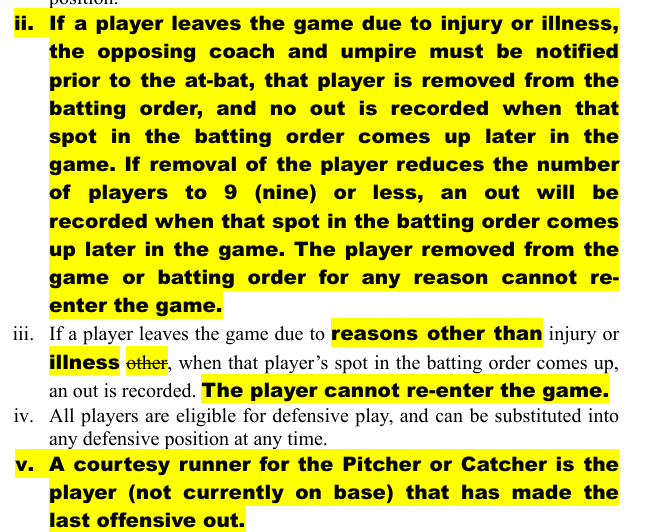 position.
ii. If a player leaves the game due to injury or illness,
the opposing coach and umpire must be notified
prior to the at-bat, that player is removed from the
batting order, and no out is recorded when that
spot in the batting order comes up later in the
game. If removal of the player reduces the number
of players to 9 (nine) or less, an out will be
recorded when that spot in the batting order comes
up later in the game. The player removed from the
game or batting order for any reason cannot re-
enter the game.
iii. If a player leaves the game due to reasons other than injury or
illness other, when that player's spot in the batting order comes up,
an out is recorded. The player cannot re-enter the game.
iv. All players are eligible for defensive play, and can be substituted into
any defensive position at any time.
v. A courtesy runner for the Pitcher or Catcher is the
player (not currently on base) that has made the
last offensive out.